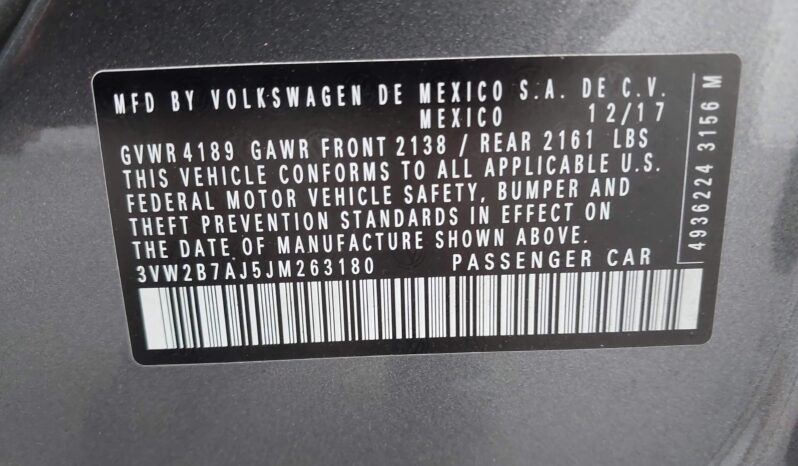 MFD BY VOLKSWAGEN DE MEXICO S.A. DE C.V.
MEXICO 12/17
GVWR 4189 GAWR FRONT 2138 / REAR 2161 LBS
THIS VEHICLE CONFORMS TO ALL APPLICABLE U.S.
FEDERAL MOTOR VEHICLE SAFETY, BUMPER AND
THEFT PREVENTION STANDARDS IN EFFECT ON
THE DATE OF MANUFACTURE SHOWN ABOVE.
3VW2B7AJ5JM263180 PASSENGER CAR
4936224 3156 M